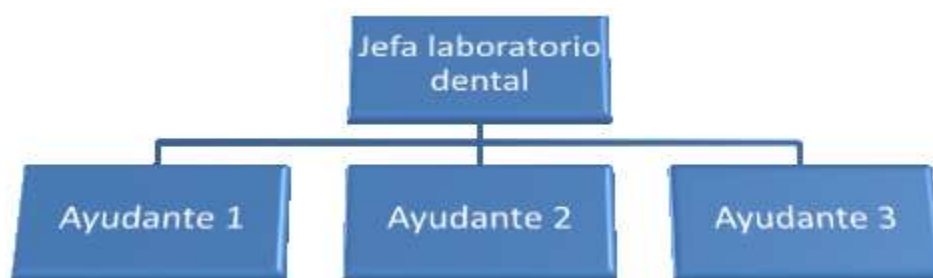 Jefa laboratorio
dental
Ayudante 1
Ayudante 2
Ayudante 3